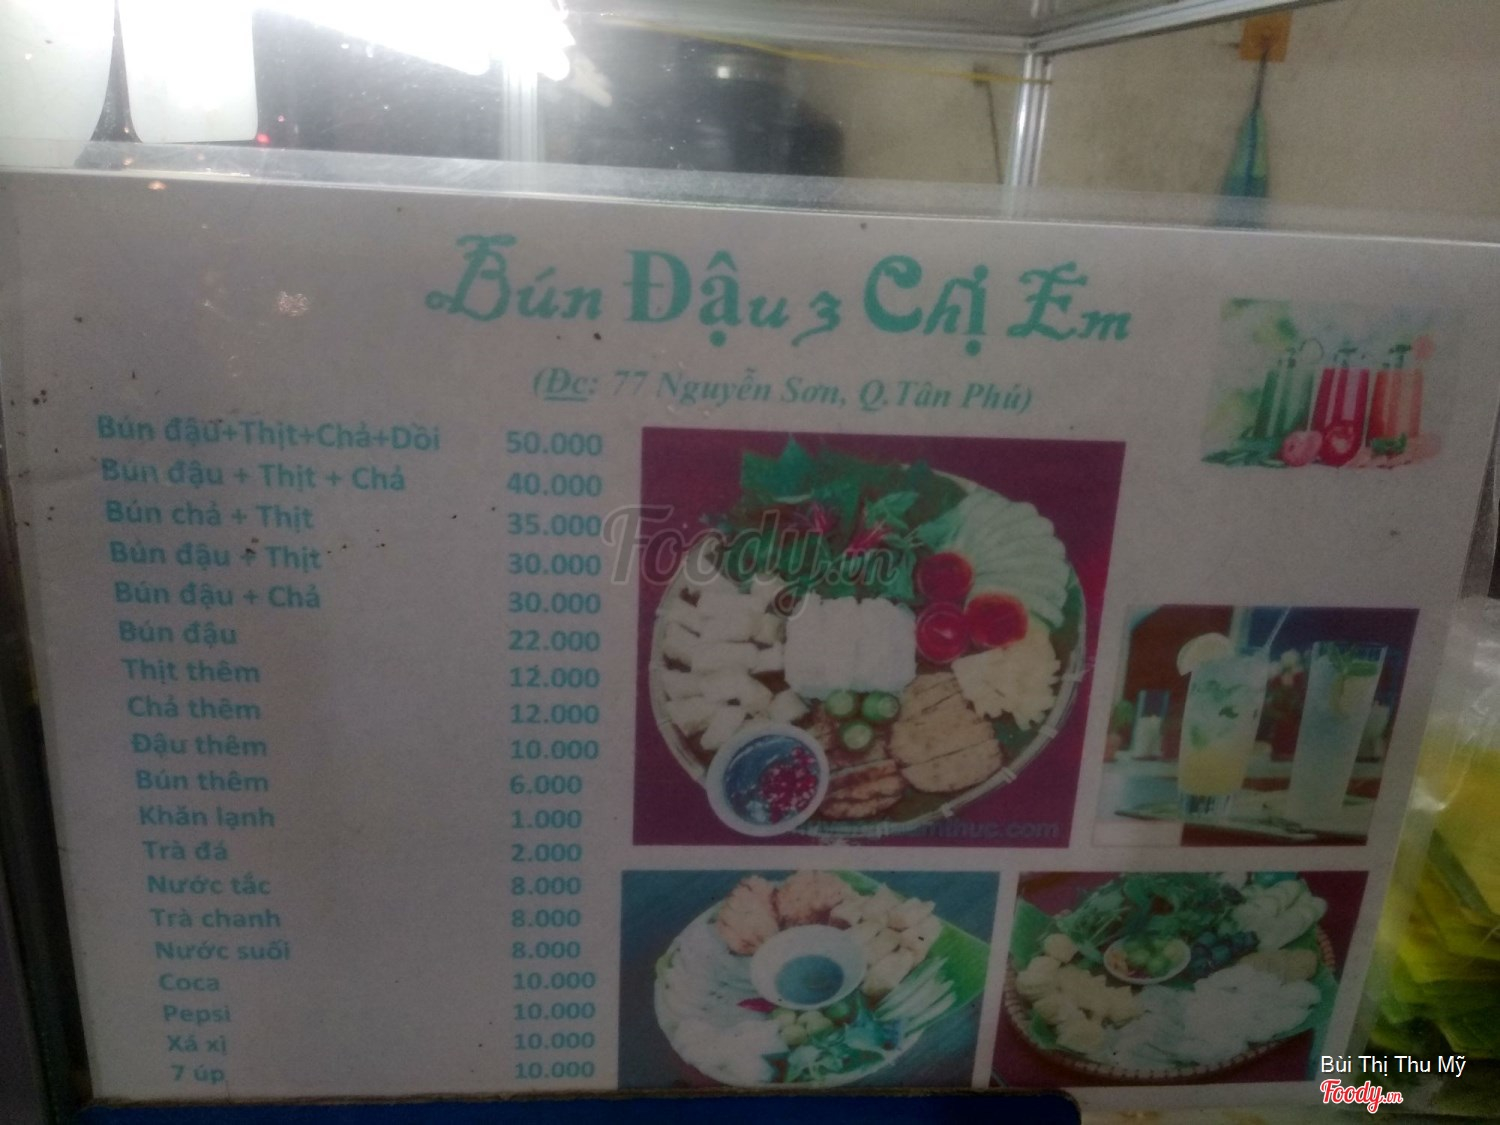 Bún Đậu 3 Chị Em
(Đc: 77 Nguyễn Sơn, Q.Tân Phú)
Bún đậu+Thịt+Chả+Dồi 50.000
Bún đậu + Thịt + Chả 40.000
Bún chả + Thịt 35.000
Bún đậu + Thịt 30.000
Bún đậu + Chả 30.000
Bún đậu 22.000
Thịt thêm 12.000
Chả thêm 12.000
Đậu thêm 10.000
Bún thêm 6.000
Khăn lạnh 1.000
Trà đá 2.000
Nước tắc 8.000
Trà chanh 8.000
Nước suối 8.000
Coca 10.000
Pepsi 10.000
Xá xị 10.000
7 úp 10.000
Foody.vn
Bùi Thị Thu Mỹ
Foody.vn